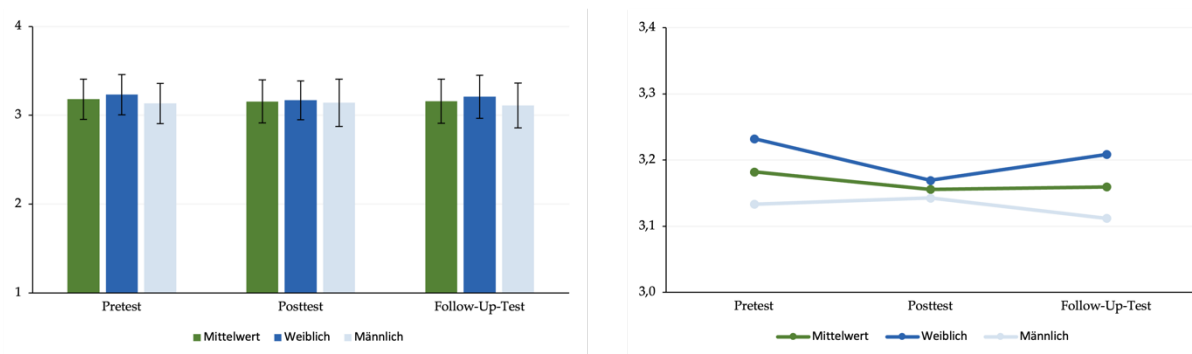 4
3
2
1
Pretest Posttest Follow-Up-Test
Mittelwert Weiblich Männlich
3,4
3,3
3,2
3,1
3,0
Pretest Posttest Follow-Up-Test
Mittelwert Weiblich Männlich